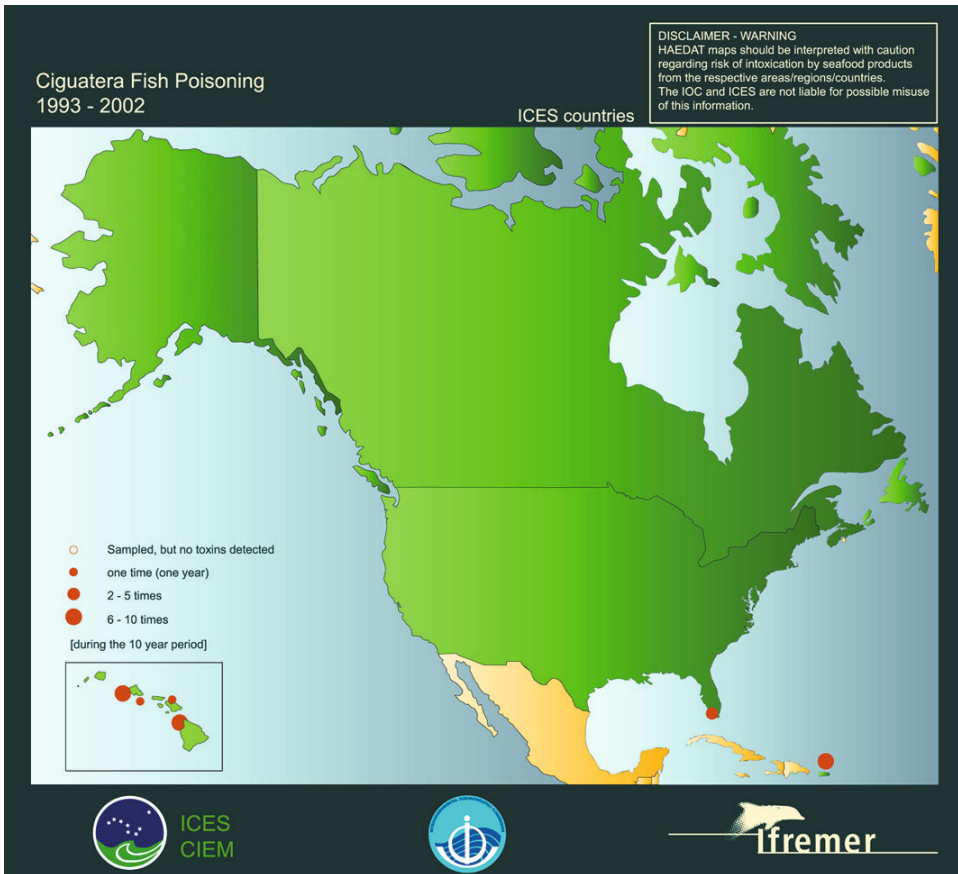 DISCLAIMER - WARNING
HAEDAT maps should be interpreted with caution
regarding risk of intoxication by seafood products
from the respective areas/regions/countries.
The IOC and ICES are not liable for possible misuse
of this information.
Ciguatera Fish Poisoning
1993 - 2002
ICES countries
Sampled, but no toxins detected
one time (one year)
2 - 5 times
6 - 10 times
[during the 10 year period]
ICES
CIEM
Ifremer